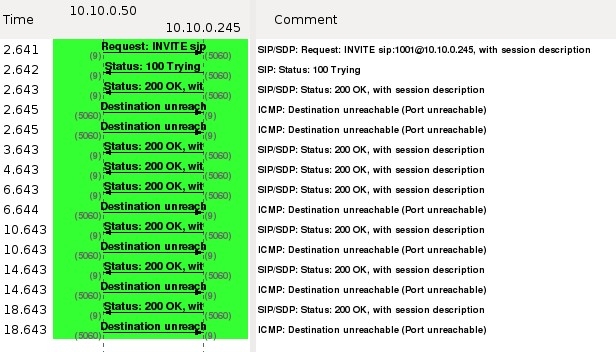 10.10.0.50
10.10.0.245
Time Comment
2.641 Request: INVITE sip SIP/SDP: Request: INVITE sip:1001@10.10.0.245, with session description
(9) (5060)
2.642 Status: 100 Trying SIP: Status: 100 Trying
(9) (5060)
2.643 Status: 200 OK, wit SIP/SDP: Status: 200 OK, with session description
(9) (5060)
2.645 Destination unreach ICMP: Destination unreachable (Port unreachable)
(5060) (9)
2.645 Destination unreach ICMP: Destination unreachable (Port unreachable)
(5060) (9)
3.643 Status: 200 OK, wit SIP/SDP: Status: 200 OK, with session description
(9) (5060)
4.643 Status: 200 OK, wit SIP/SDP: Status: 200 OK, with session description
(9) (5060)
6.643 Status: 200 OK, wit SIP/SDP: Status: 200 OK, with session description
(9) (5060)
6.644 Destination unreach ICMP: Destination unreachable (Port unreachable)
(5060) (9)
10.643 Status: 200 OK, wit SIP/SDP: Status: 200 OK, with session description
(9) (5060)
10.643 Destination unreach ICMP: Destination unreachable (Port unreachable)
(5060) (9)
14.643 Status: 200 OK, wit SIP/SDP: Status: 200 OK, with session description
(9) (5060)
14.643 Destination unreach ICMP: Destination unreachable (Port unreachable)
(5060) (9)
18.643 Status: 200 OK, wit SIP/SDP: Status: 200 OK, with session description
(9) (5060)
18.643 Destination unreach ICMP: Destination unreachable (Port unreachable)
(5060) (9)